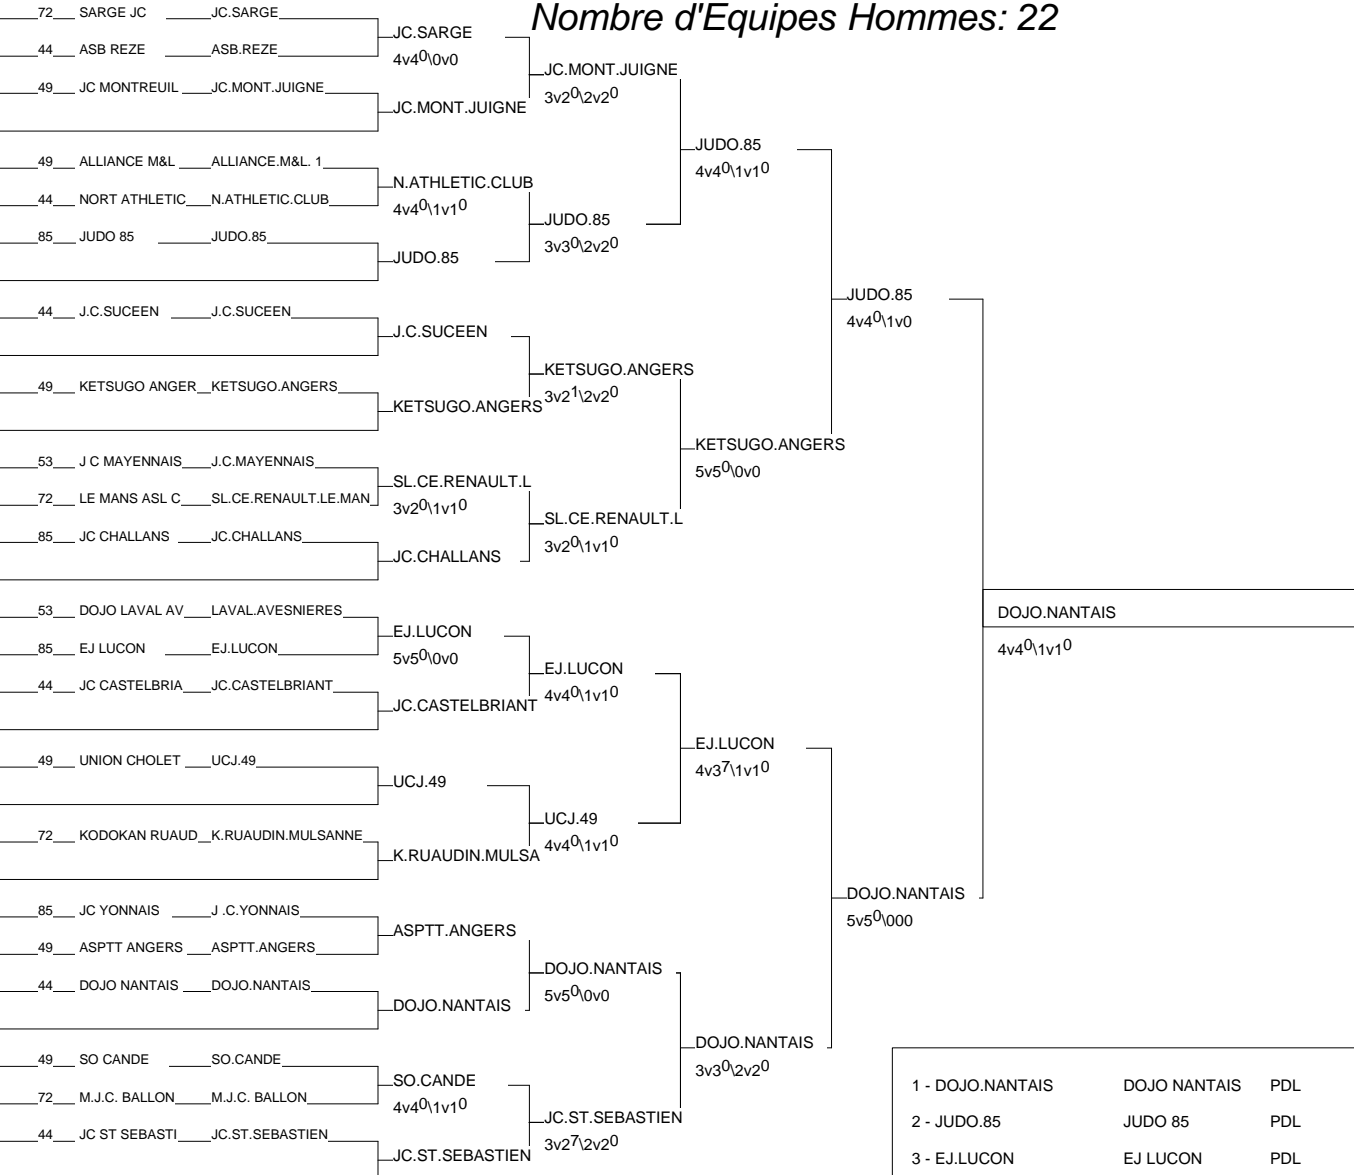 Nombre d'Equipes Hommes: 22
72 SARGE JC JC.SARGE
44 ASB REZE ASB.REZE
49 JC MONTREUIL JC.MONT.JUIGNE
49 ALLIANCE M&L ALLIANCE.M&L. 1
44 NORT ATHLETIC N.ATHLETIC.CLUB
85 JUDO 85 JUDO.85
44 J.C.SUCEEN J.C.SUCEEN
49 KETSUGO ANGER KETSUGO.ANGERS
53 J C MAYENNAIS J.C.MAYENNAIS
72 LE MANS ASL C SL.CE.RENAULT.LE.MAN
85 JC CHALLANS JC.CHALLANS
53 DOJO LAVAL AV LAVAL.AVESNIERES
85 EJ LUCON EJ.LUCON
44 JC CASTELBRIA JC.CASTELBRIANT
49 UNION CHOLET UCJ.49
72 KODOKAN RUAUD K.RUAUDIN.MULSANNE
85 JC YONNAIS J .C.YONNAIS
49 ASPTT ANGERS ASPTT.ANGERS
44 DOJO NANTAIS DOJO.NANTAIS
49 SO CANDE SO.CANDE
72 M.J.C. BALLON M.J.C. BALLON
44 JC ST SEBASTI JC.ST.SEBASTIEN
JC.SARGE
4v40\0v0
JC.MONT.JUIGNE
N.ATHLETIC.CLUB
4v40\1v10
JUDO.85
J.C.SUCEEN
KETSUGO.ANGERS
SL.CE.RENAULT.L
3v20\1v10
JC.CHALLANS
EJ.LUCON
5v50\0v0
JC.CASTELBRIANT
UCJ.49
K.RUAUDIN.MULSA
ASPTT.ANGERS
DOJO.NANTAIS
SO.CANDE
4v40\1v10
JC.ST.SEBASTIEN
JC.MONT.JUIGNE
3v20\2v20
JUDO.85
3v30\2v20
KETSUGO.ANGERS
3v21\2v20
SL.CE.RENAULT.L
3v20\1v10
EJ.LUCON
4v40\1v10
UCJ.49
4v40\1v10
DOJO.NANTAIS
5v50\0v0
JC.ST.SEBASTIEN
3v27\2v20
JUDO.85
4v40\1v10
KETSUGO.ANGERS
5v50\0v0
EJ.LUCON
4v37\1v10
DOJO.NANTAIS
3v30\2v20
JUDO.85
4v40\1v0
DOJO.NANTAIS
5v50\000
DOJO.NANTAIS
4v40\1v10
1 - DOJO.NANTAIS DOJO NANTAIS PDL
2 - JUDO.85 JUDO 85 PDL
3 - EJ.LUCON EJ LUCON PDL